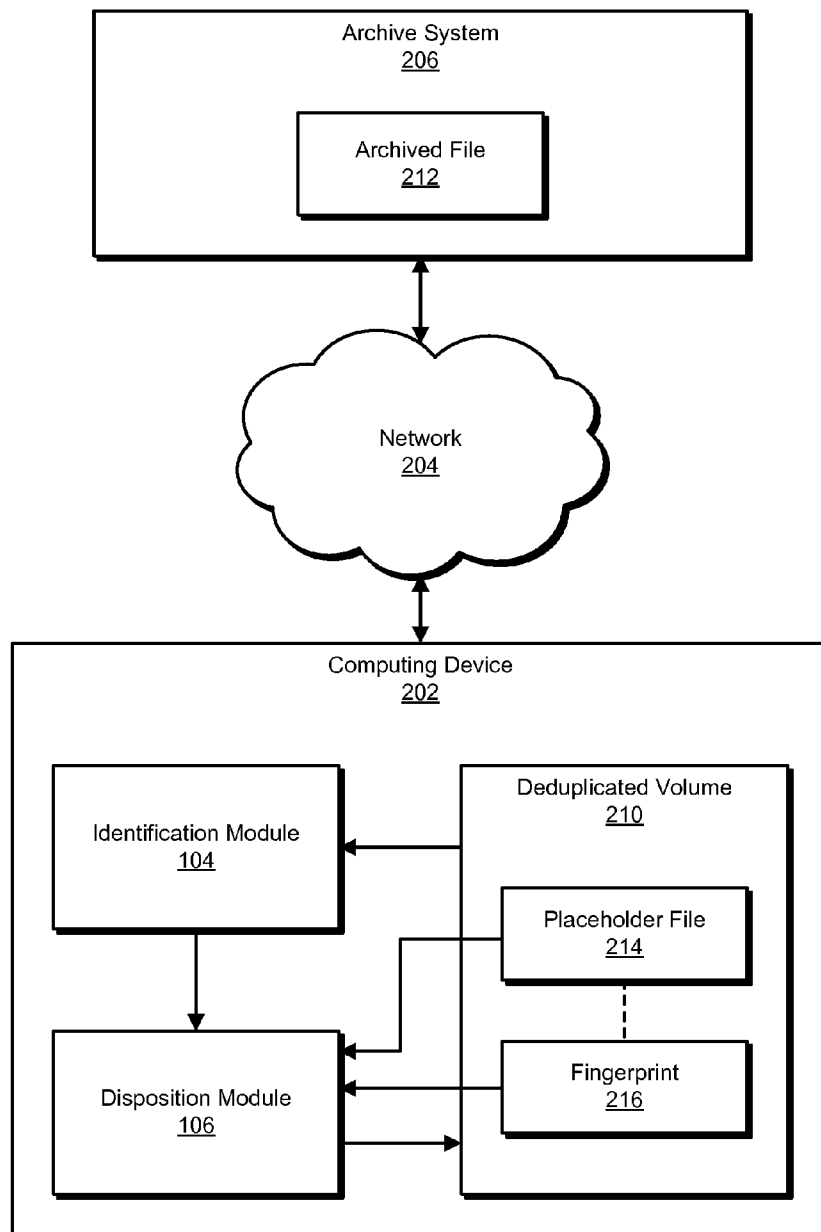 Archive System
206
Archived File
212
Network
204
Computing Device
202
Identification Module
104
Deduplicated Volume
210
Placeholder File
214
Disposition Module
106
Fingerprint
216